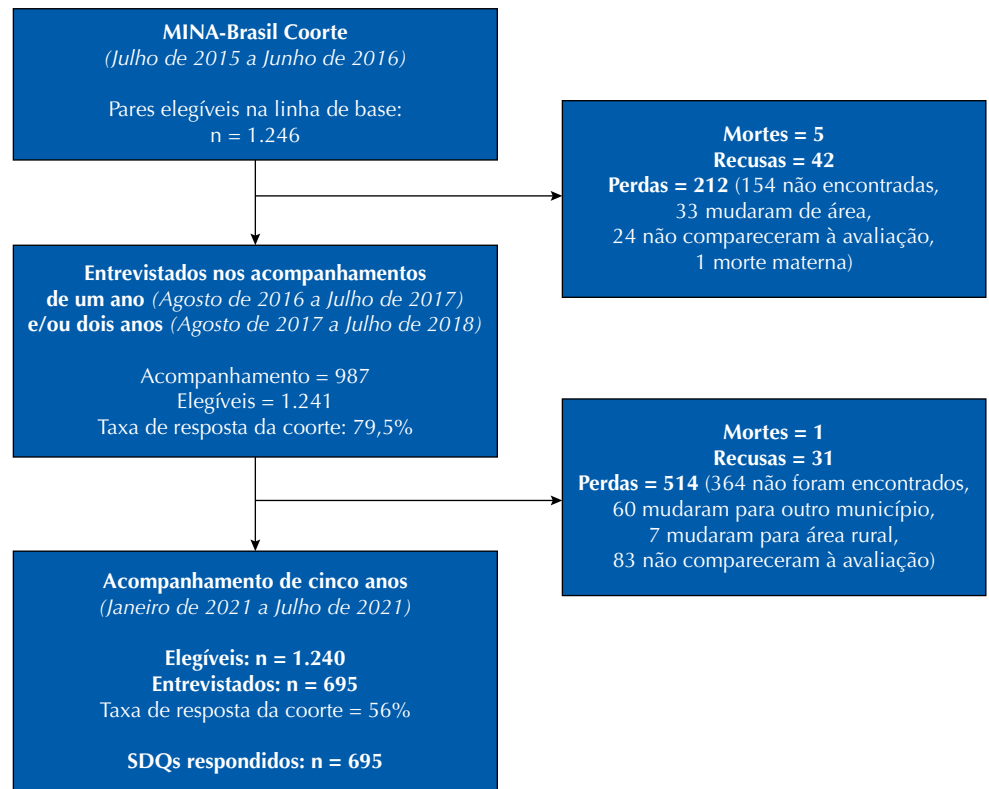 MINA-Brasil Coorte
(Julho de 2015 a Junho de 2016)
Pares elegíveis na linha de base:
n = 1.246
Mortes = 5
Recusas = 42
Perdas = 212 (154 não encontradas,
33 mudaram de área,
24 não compareceram à avaliação,
1 morte materna)
Entrevistados nos acompanhamentos
de um ano (Agosto de 2016 a Julho de 2017)
e/ou dois anos (Agosto de 2017 a Julho de 2018)
Acompanhamento = 987
Elegíveis = 1.241
Taxa de resposta da coorte: 79,5%
Mortes = 1
Recusas = 31
Perdas = 514 (364 não foram encontrados,
60 mudaram para outro município,
7 mudaram para área rural,
83 não compareceram à avaliação)
Acompanhamento de cinco anos
(Janeiro de 2021 a Julho de 2021)
Elegíveis: n = 1.240
Entrevistados: n = 695
Taxa de resposta da coorte = 56%
SDQs respondidos: n = 695